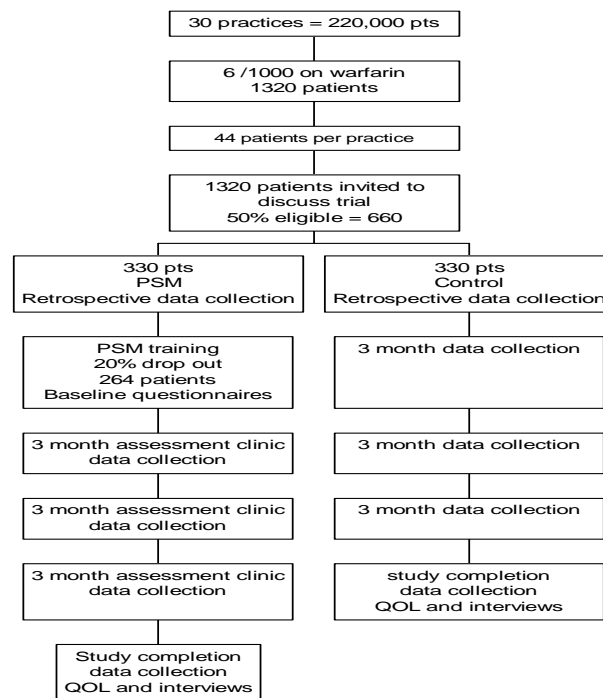 30 practices = 220,000 pts
6 /1000 on warfarin
1320 patients
44 patients per practice
1320 patients invited to
discuss trial
50% eligible = 660
330 pts
PSM
Retrospective data collection
330 pts
Control
Retrospective data collection
PSM training
20% drop out
264 patients
Baseline questionnaires
3 month data collection
3 month assessment clinic
data collection
3 month data collection
3 month assessment clinic
data collection
3 month data collection
3 month assessment clinic
data collection
study completion
data collection
QOL and interviews
Study completion
data collection
QOL and interviews